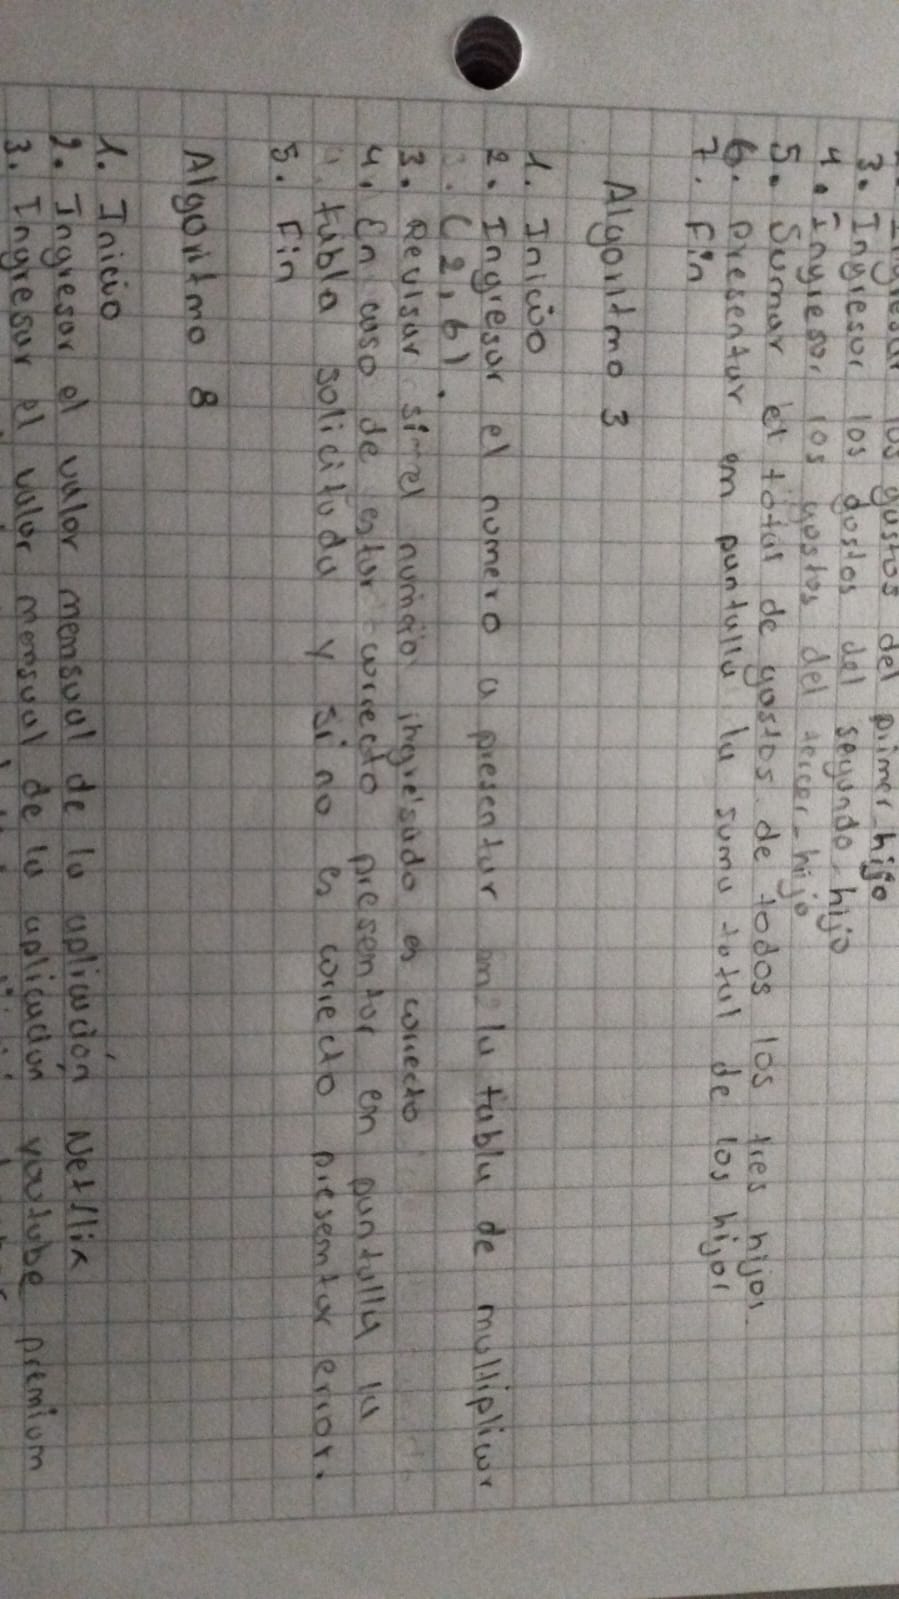 Ingresar los gastos del primer hijo
3. Ingresar los gastos del segundo hijo
4. Ingresar los gastos del tercer hijo
5. Sumar el total de gastos de todos los tres hijos.
6. Presentar en pantalla la suma total de los hijos
7. Fin
Algoritmo 3
1. Inicio
2. Ingresar el numero a presentar en la tabla de multiplicar
(2, 6).
3. Revisar si el numero ingresado es correcto
4. En caso de estar correcto presentar en pantalla la
tabla solicitada y si no es correcto presentar error.
5. Fin
Algoritmo 8
1. Inicio
2. Ingresar el valor mensual de la aplicación Netflix
3. Ingresar el valor mensual de la aplicación youtube premium